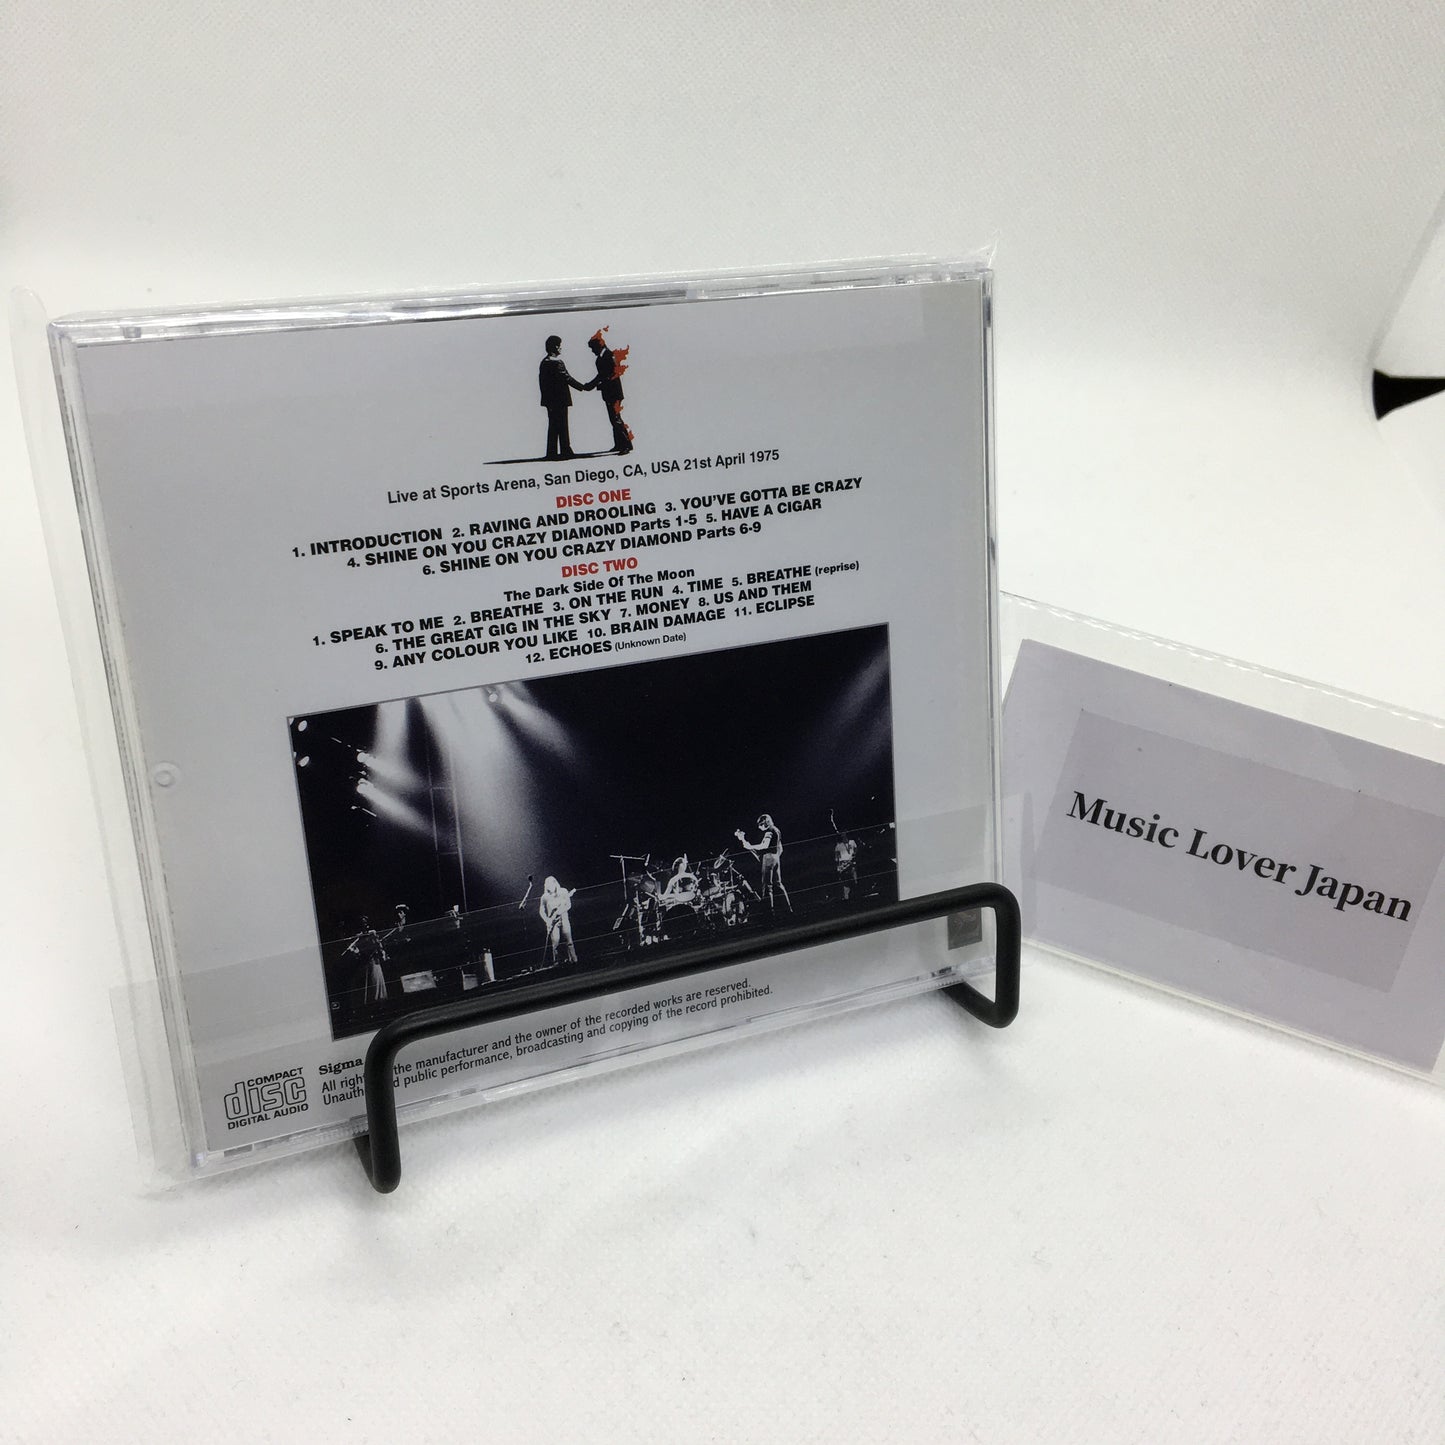 Live at Sports Arena, San Diego, CA, USA 21st April 1975
DISC ONE
1. INTRODUCTION 2. RAVING AND DROOLING 3. YOU'VE GOTTA BE CRAZY
4. SHINE ON YOU CRAZY DIAMOND Parts 1-5 5. HAVE A CIGAR
6. SHINE ON YOU CRAZY DIAMOND Parts 6-9
DISC TWO
The Dark Side Of The Moon
1. SPEAK TO ME 2. BREATHE 3. ON THE RUN 4. TIME 5. BREATHE (reprise)
6. THE GREAT GIG IN THE SKY 7. MONEY 8. US AND THEM
9. ANY COLOUR YOU LIKE 10. BRAIN DAMAGE 11. ECLIPSE
12. ECHOES (Unknown Date)
COMPACT
disc
DIGITAL AUDIO
Sigma
All the manufacturer and the owner of the recorded works are reserved.
public performance, broadcasting and copying of the record prohibited.
Music Lover Japan